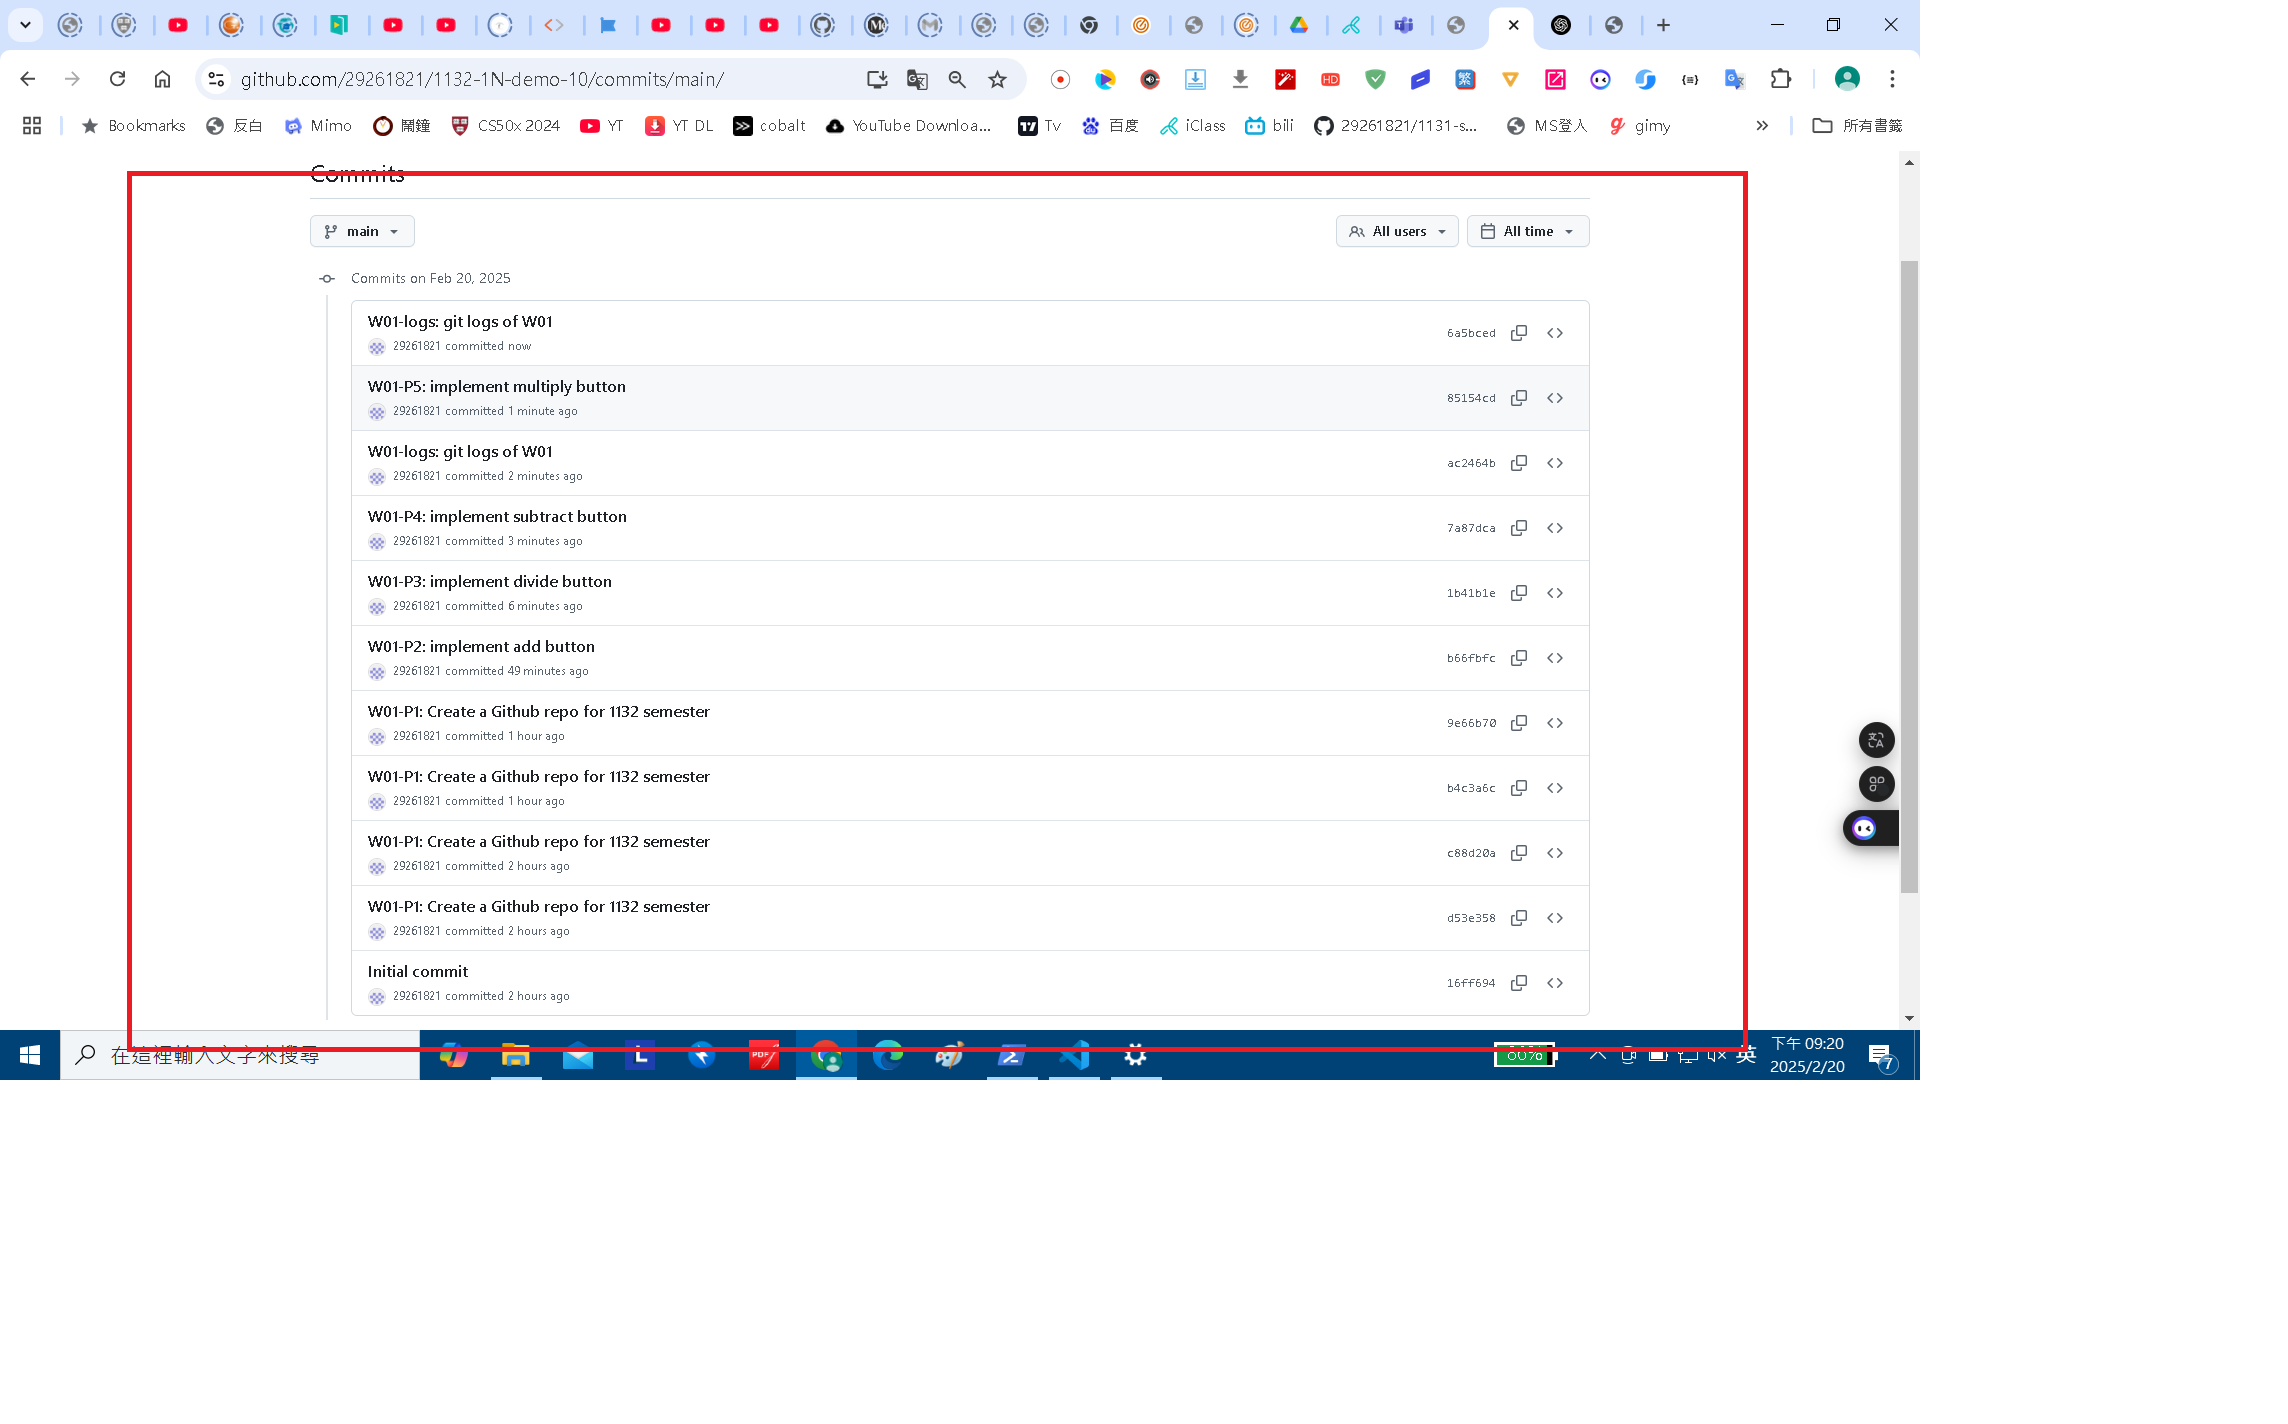 github.com/29261821/1132-1N-demo-10/commits/main/
Bookmarks 反白 Mimo 鬧鐘 CS50x 2024 YT YT DL cobalt YouTube Downloa... Tv 百度 iClass bili 29261821/1131-s... MS登入 gimy » 所有書籤
Commits
main All users All time
Commits on Feb 20, 2025
W01-logs: git logs of W01
29261821 committed now
6a5bced
W01-P5: implement multiply button
29261821 committed 1 minute ago
85154cd
W01-logs: git logs of W01
29261821 committed 2 minutes ago
ac2464b
W01-P4: implement subtract button
29261821 committed 3 minutes ago
7a87dca
W01-P3: implement divide button
29261821 committed 6 minutes ago
1b41b1e
W01-P2: implement add button
29261821 committed 49 minutes ago
b66fbfc
W01-P1: Create a Github repo for 1132 semester
29261821 committed 1 hour ago
9e66b70
W01-P1: Create a Github repo for 1132 semester
29261821 committed 1 hour ago
b4c3a6c
W01-P1: Create a Github repo for 1132 semester
29261821 committed 2 hours ago
c88d20a
W01-P1: Create a Github repo for 1132 semester
29261821 committed 2 hours ago
d53e358
Initial commit
29261821 committed 2 hours ago
16ff694
在這裡輸入文字來搜尋
英
下午 09:20
2025/2/20
7